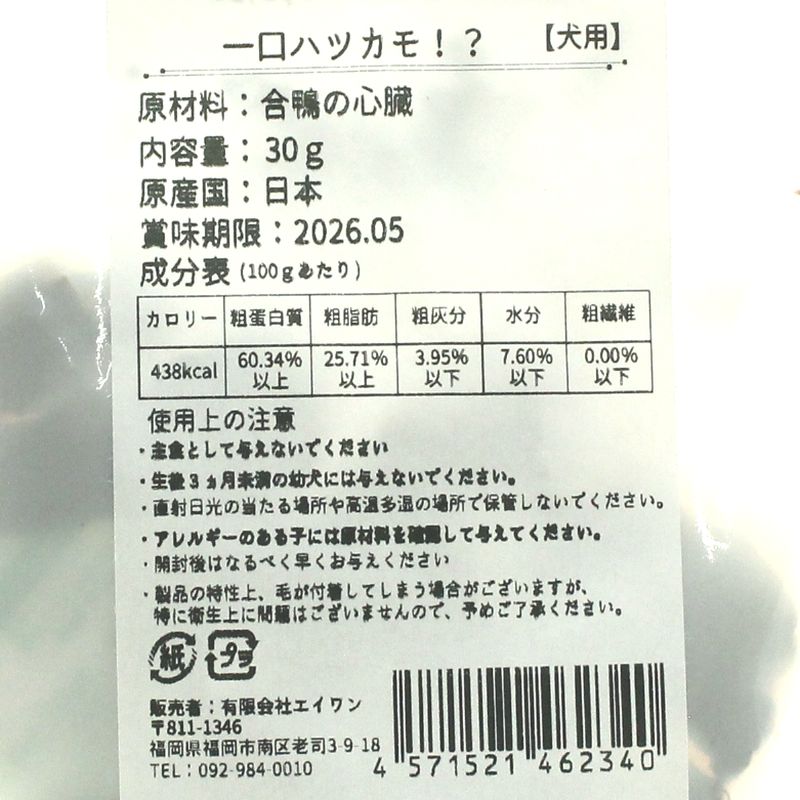 一口ハツカモ！？ 【犬用】
原材料：合鴨の心臓
内容量：30ｇ
原産国：日本
賞味期限：2026.05
成分表(100ｇあたり)
カロリー 粗蛋白質 粗脂肪 粗灰分 水分 粗繊維
438kcal 60.34%以上 25.71%以上 3.95%以下 7.60%以下 0.00%以下
使用上の注意
・主食として与えないでください
・生後３ヵ月未満の幼犬には与えないでください。
・直射日光の当たる場所や高温多湿の場所で保管しないでください。
・アレルギーのある子には原材料を確認して与えてください。
・開封後はなるべく早くお与えください
・製品の特性上、毛が付着してしまう場合がございますが、
特に衛生上に問題はございませんので、予めご了承ください。
紙 プラ
販売者：有限会社エイワン
〒811-1346
福岡県福岡市南区老司3-9-18
TEL：092-984-0010
4 571521 462340